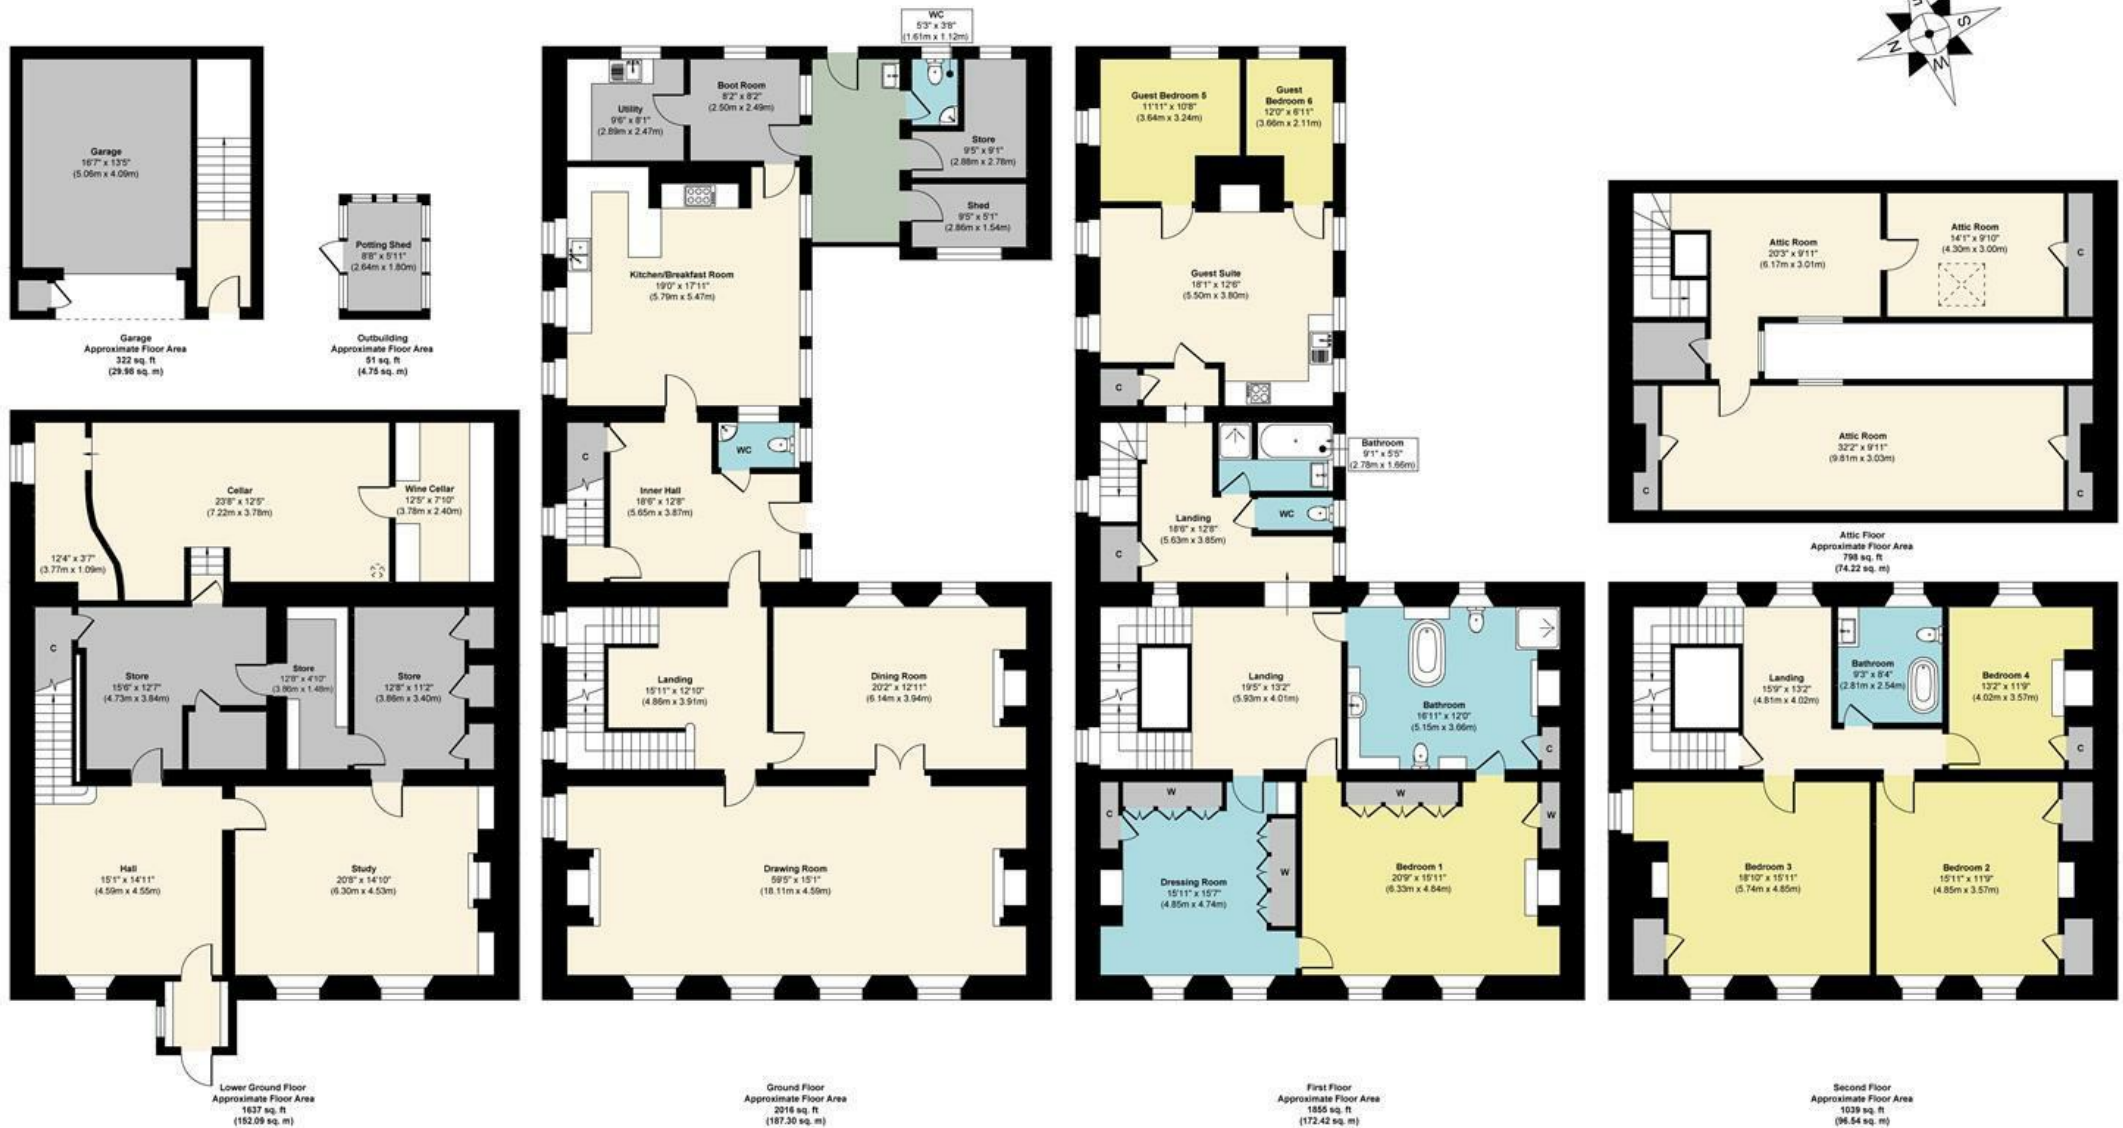 WC
5'3" x 3'8"
(1.61m x 1.12m)
S
N
W
Garage
16'7" x 13'5"
(5.06m x 4.09m)
Potting Shed
8'8" x 5'11"
(2.64m x 1.80m)
Garage
Approximate Floor Area
322 sq. ft
(29.98 sq. m)
Outbuilding
Approximate Floor Area
51 sq. ft
(4.75 sq. m)
Cellar
23'8" x 12'5"
(7.22m x 3.78m)
Wine Cellar
12'5" x 7'10"
(3.78m x 2.40m)
12'4" x 3'7"
(3.77m x 1.09m)
C
Store
15'6" x 12'7"
(4.73m x 3.84m)
Store
12'8" x 4'10"
(3.86m x 1.48m)
Store
12'8" x 11'2"
(3.86m x 3.40m)
Hall
15'1" x 14'11"
(4.59m x 4.55m)
Study
20'8" x 14'10"
(6.30m x 4.53m)
Lower Ground Floor
Approximate Floor Area
1637 sq. ft
(152.09 sq. m)
Utility
9'6" x 8'1"
(2.89m x 2.47m)
Boot Room
8'2" x 8'2"
(2.50m x 2.49m)
Store
9'5" x 9'1"
(2.88m x 2.78m)
Shed
9'5" x 5'1"
(2.86m x 1.54m)
Kitchen/Breakfast Room
19'0" x 17'11"
(5.79m x 5.47m)
C
WC
Inner Hall
18'6" x 12'8"
(5.65m x 3.87m)
Landing
15'11" x 12'10"
(4.86m x 3.91m)
Dining Room
20'2" x 12'11"
(6.14m x 3.94m)
Drawing Room
59'5" x 15'1"
(18.11m x 4.59m)
Ground Floor
Approximate Floor Area
2016 sq. ft
(187.30 sq. m)
Guest Bedroom 5
11'11" x 10'8"
(3.64m x 3.24m)
Guest
Bedroom 6
12'0" x 6'11"
(3.66m x 2.11m)
Guest Suite
18'1" x 12'6"
(5.50m x 3.80m)
C
Bathroom
9'1" x 5'5"
(2.78m x 1.66m)
WC
Landing
18'6" x 12'8"
(5.63m x 3.85m)
C
Landing
19'5" x 13'2"
(5.93m x 4.01m)
Bathroom
16'11" x 12'0"
(5.15m x 3.66m)
C
C
W
W
W
W
Dressing Room
15'11" x 15'7"
(4.85m x 4.74m)
Bedroom 1
20'9" x 15'11"
(6.33m x 4.84m)
First Floor
Approximate Floor Area
1855 sq. ft
(172.42 sq. m)
Attic Room
20'3" x 9'11"
(6.17m x 3.01m)
Attic Room
14'1" x 9'10"
(4.30m x 3.00m)
C
Attic Room
32'2" x 9'11"
(9.81m x 3.03m)
C
C
Attic Floor
Approximate Floor Area
798 sq. ft
(74.22 sq. m)
Landing
15'9" x 13'2"
(4.81m x 4.02m)
Bathroom
9'3" x 8'4"
(2.81m x 2.54m)
Bedroom 4
13'2" x 11'9"
(4.02m x 3.57m)
C
Bedroom 3
18'10" x 15'11"
(5.74m x 4.85m)
Bedroom 2
15'11" x 11'9"
(4.85m x 3.57m)
Second Floor
Approximate Floor Area
1039 sq. ft
(96.54 sq. m)